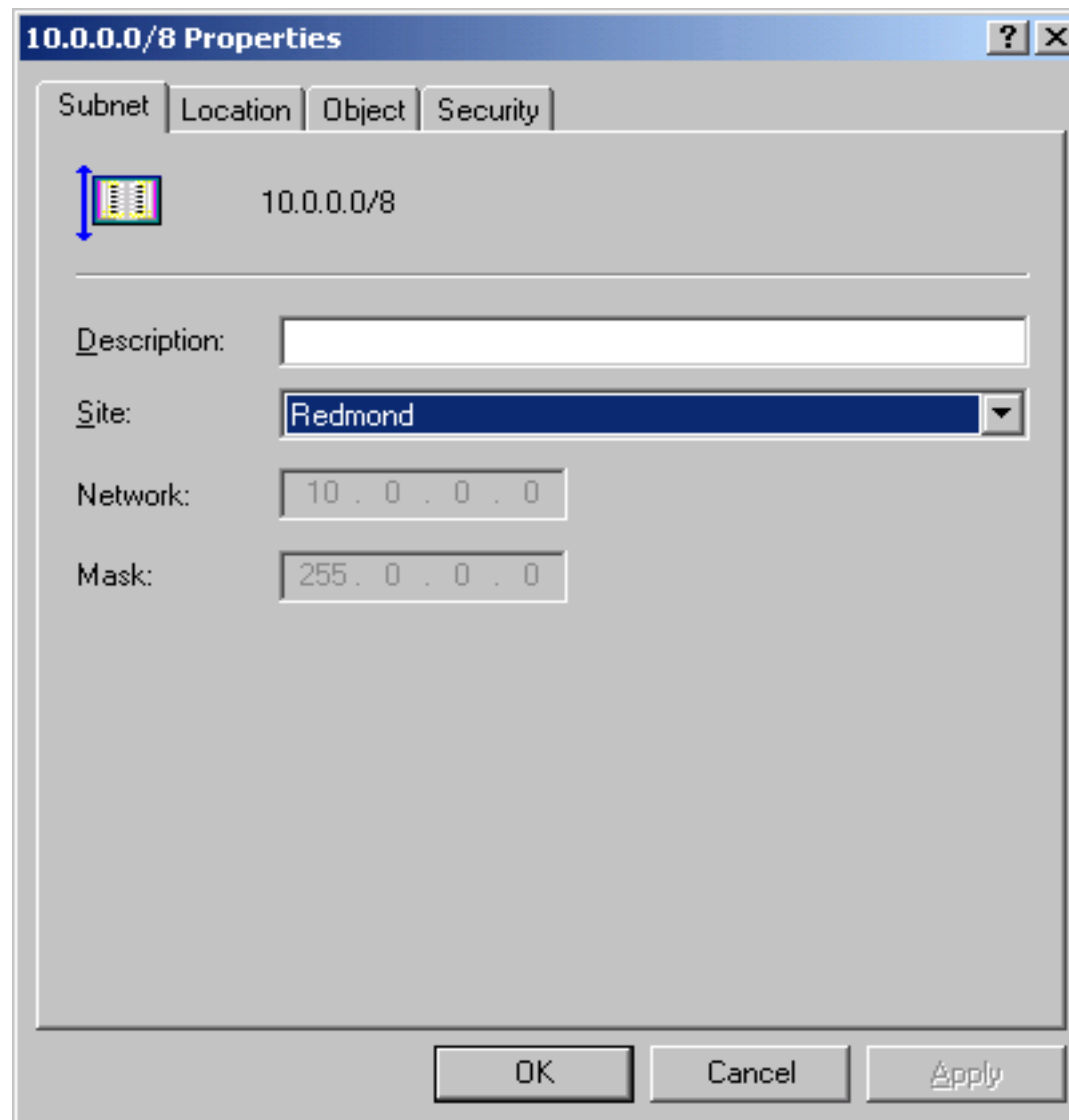 10.0.0.0/8 Properties
Subnet Location Object Security
10.0.0.0/8
Description:
Site: Redmond
Network: 10 . 0 . 0 . 0
Mask: 255 . 0 . 0 . 0
OK Cancel Apply